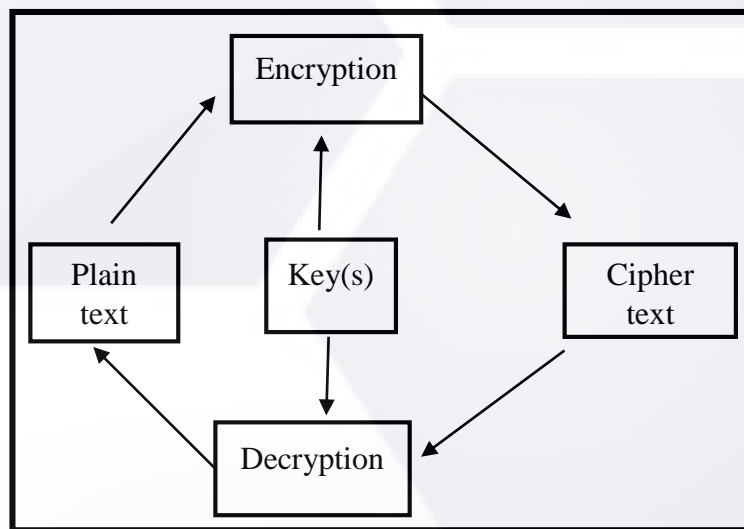 Encryption
Plain
text
Key(s)
Cipher
text
Decryption